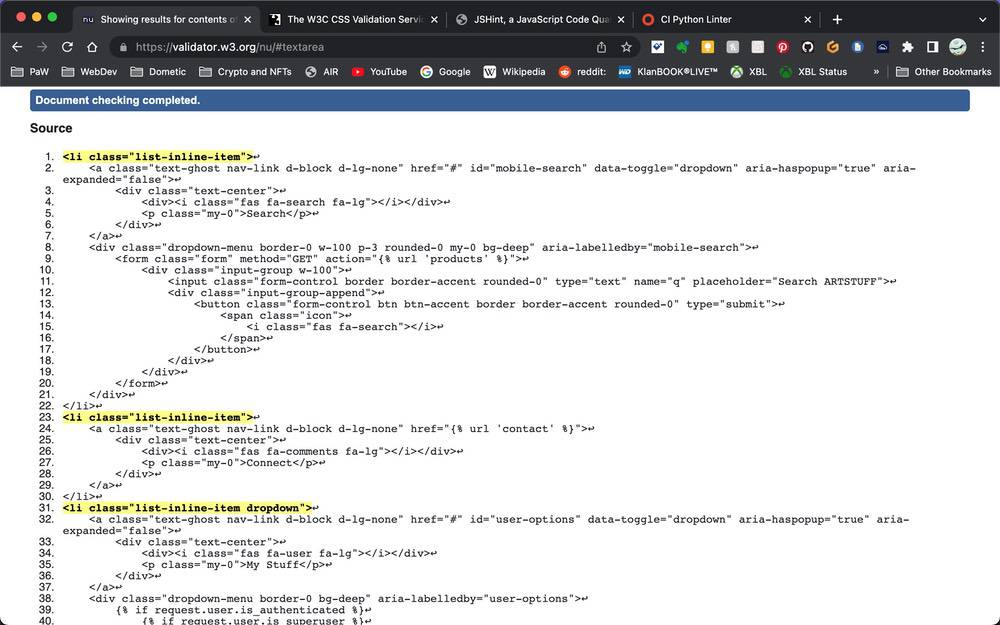 nu Showing results for contents of
The W3C CSS Validation Servic
JSHint, a JavaScript Code Qua
CI Python Linter
https://validator.w3.org/nu/#textarea
PaW WebDev Dometic Crypto and NFTs AIR YouTube Google Wikipedia reddit: KlanBOOK®LIVE™ XBL XBL Status » Other Bookmarks
Document checking completed.
Source
1. <li class="list-inline-item">↩
2. <a class="text-ghost nav-link d-block d-lg-none" href="#" id="mobile-search" data-toggle="dropdown" aria-haspopup="true" aria-
expanded="false">↩
3. <div class="text-center">↩
4. <div><i class="fas fa-search fa-lg"></i></div>↩
5. <p class="my-0">Search</p>↩
6. </div>↩
7. </a>↩
8. <div class="dropdown-menu border-0 w-100 p-3 rounded-0 my-0 bg-deep" aria-labelledby="mobile-search">↩
9. <form class="form" method="GET" action="{% url 'products' %}">↩
10. <div class="input-group w-100">↩
11. <input class="form-control border border-accent rounded-0" type="text" name="q" placeholder="Search ARTSTUFF">↩
12. <div class="input-group-append">↩
13. <button class="form-control btn btn-accent border border-accent rounded-0" type="submit">↩
14. <span class="icon">↩
15. <i class="fas fa-search"></i>↩
16. </span>↩
17. </button>↩
18. </div>↩
19. </div>↩
20. </form>↩
21. </div>↩
22. </li>↩
23. <li class="list-inline-item">↩
24. <a class="text-ghost nav-link d-block d-lg-none" href="{% url 'contact' %}">↩
25. <div class="text-center">↩
26. <div><i class="fas fa-comments fa-lg"></i></div>↩
27. <p class="my-0">Connect</p>↩
28. </div>↩
29. </a>↩
30. </li>↩
31. <li class="list-inline-item dropdown">↩
32. <a class="text-ghost nav-link d-block d-lg-none" href="#" id="user-options" data-toggle="dropdown" aria-haspopup="true" aria-
expanded="false">↩
33. <div class="text-center">↩
34. <div><i class="fas fa-user fa-lg"></i></div>↩
35. <p class="my-0">My Stuff</p>↩
36. </div>↩
37. </a>↩
38. <div class="dropdown-menu border-0 bg-deep" aria-labelledby="user-options">↩
39. {% if request.user.is_authenticated %}↩
40. {% if request.user.is_superuser %}↩